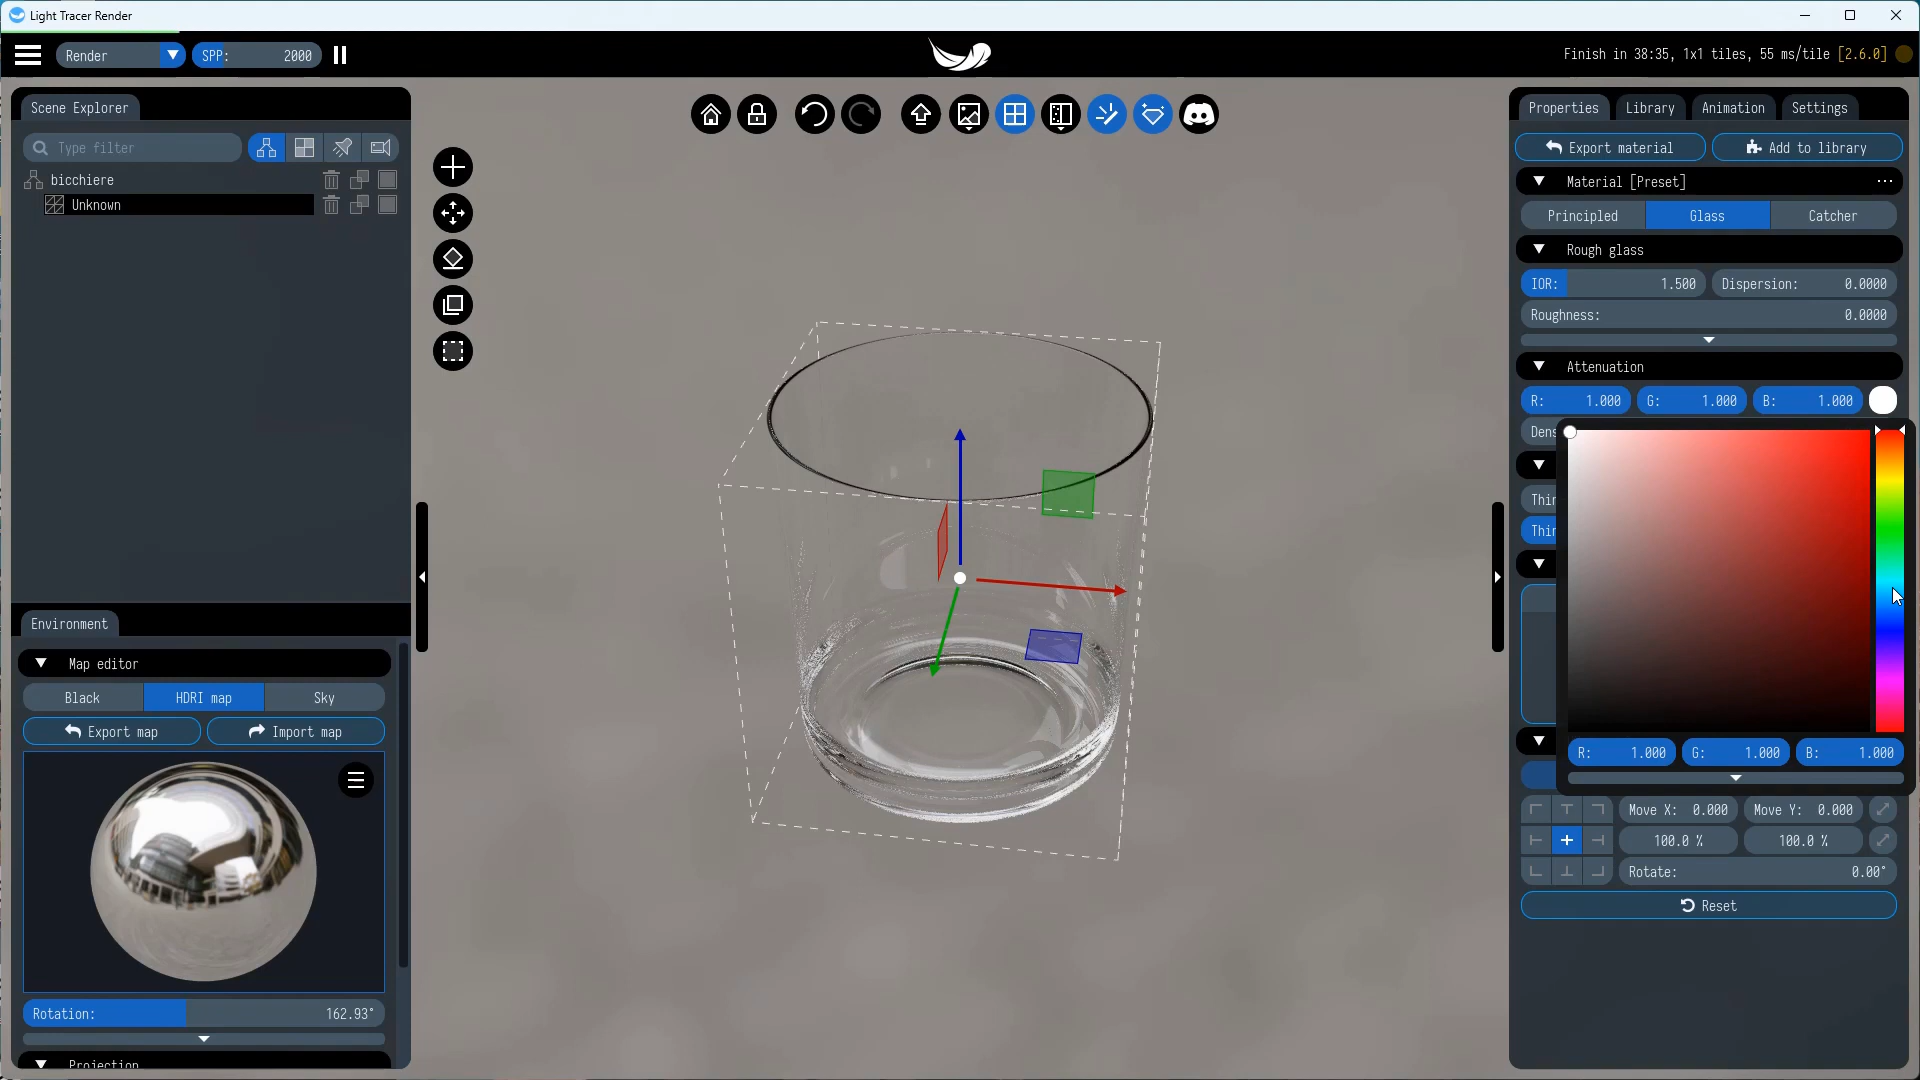 Light Tracer Render
Render
SPP: 2000
Finish in 38:35, 1x1 tiles, 55 ms/tile [2.6.0]
Scene Explorer
Type filter
bicchiere
Unknown
Environment
Map editor
Black HDRI map Sky
Export map Import map
Rotation: 162.93°
Projection
Properties Library Animation Settings
Export material Add to library
Material [Preset] ...
Principled Glass Catcher
Rough glass
IOR: 1.500 Dispersion: 0.0000
Roughness: 0.0000
Attenuation
R: 1.000 G: 1.000 B: 1.000
Dens
Thin
Thin
R: 1.000 G: 1.000 B: 1.000
Move X: 0.000 Move Y: 0.000
100.0 % 100.0 %
Rotate: 0.00°
Reset